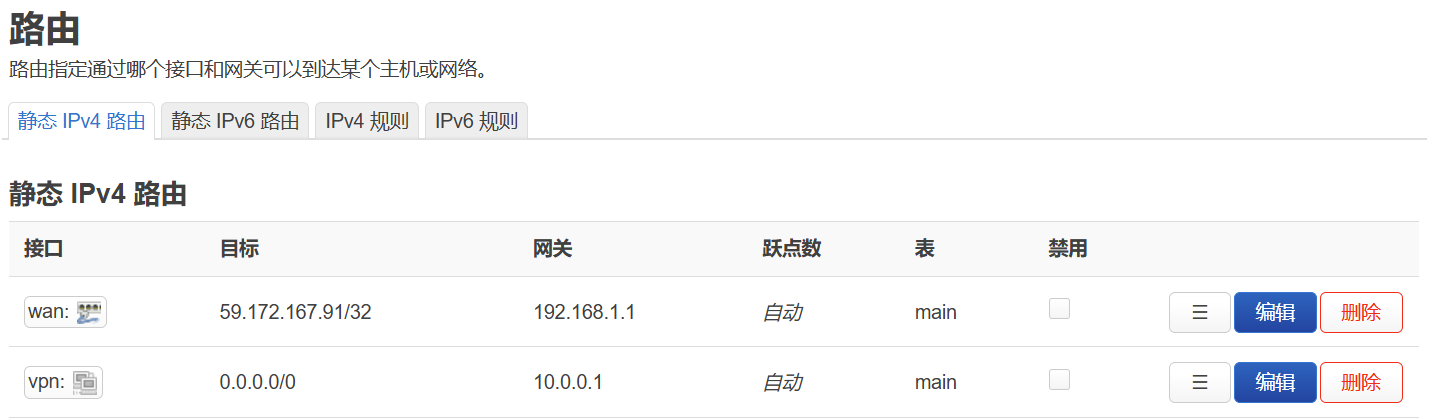 路由
路由指定通过哪个接口和网关可以到达某个主机或网络。
静态 IPv4 路由 静态 IPv6 路由 IPv4 规则 IPv6 规则
静态 IPv4 路由
接口 目标 网关 跃点数 表 禁用
wan: 59.172.167.91/32 192.168.1.1 自动 main ☰ 编辑 删除
vpn: 0.0.0.0/0 10.0.0.1 自动 main ☰ 编辑 删除